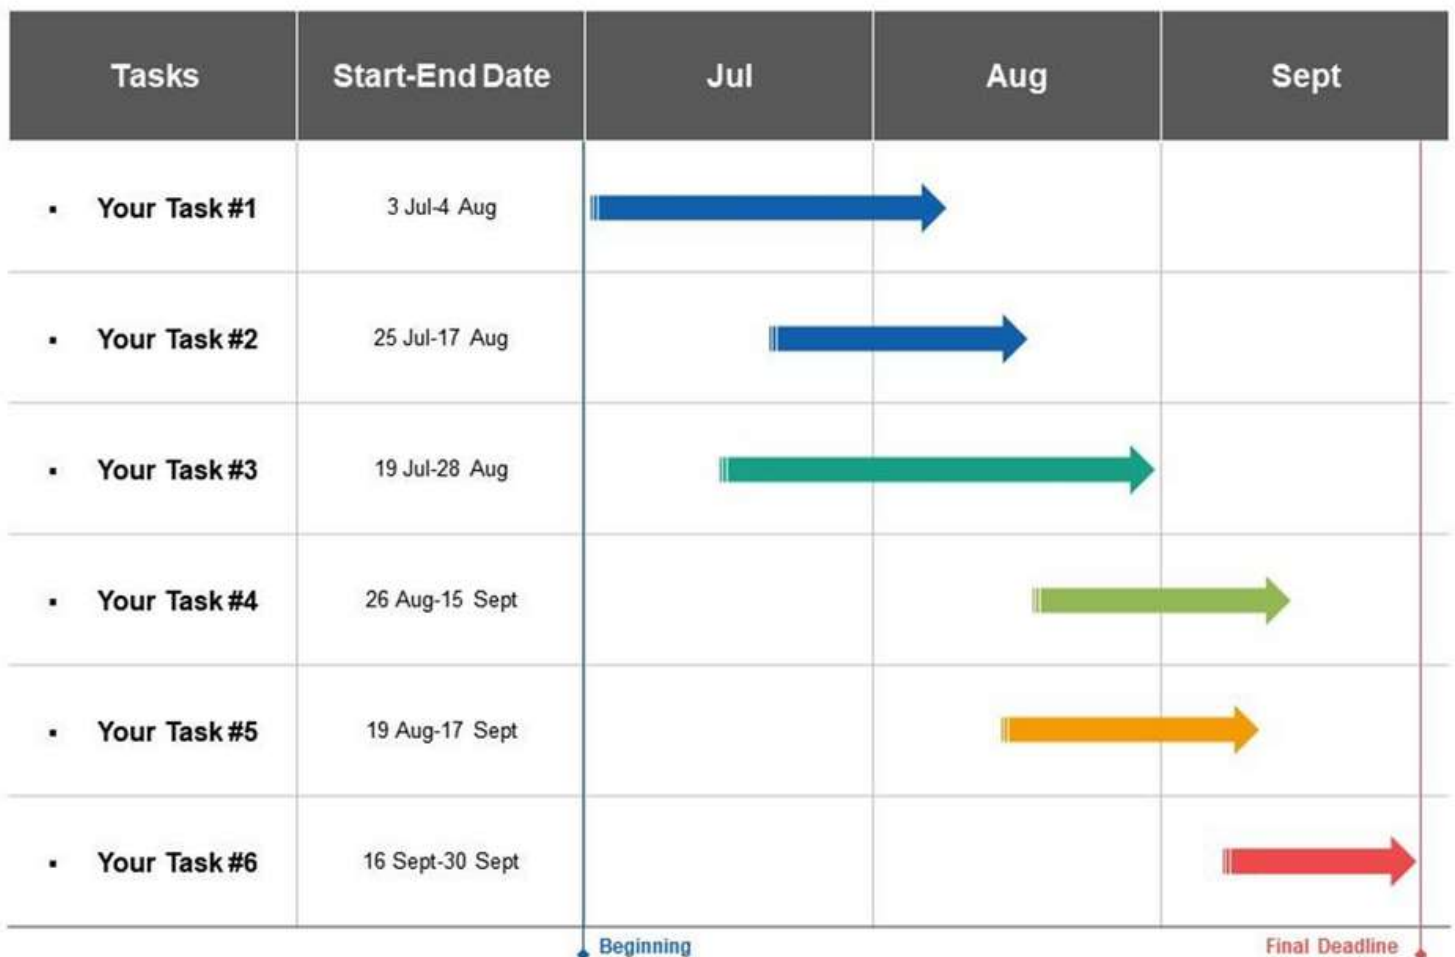 Tasks Start-End Date Jul Aug Sept
▪ Your Task #1 3 Jul-4 Aug
▪ Your Task #2 25 Jul-17 Aug
▪ Your Task #3 19 Jul-28 Aug
▪ Your Task #4 26 Aug-15 Sept
▪ Your Task #5 19 Aug-17 Sept
▪ Your Task #6 16 Sept-30 Sept
Beginning Final Deadline